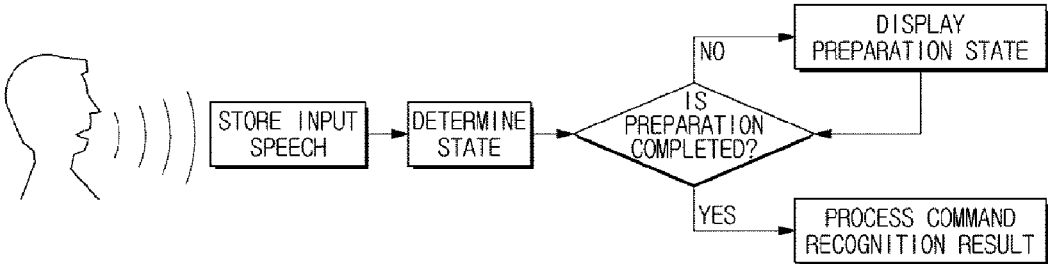 STORE INPUT
SPEECH
DETERMINE
STATE
IS
PREPARATION
COMPLETED?
NO
DISPLAY
PREPARATION STATE
YES
PROCESS COMMAND
RECOGNITION RESULT